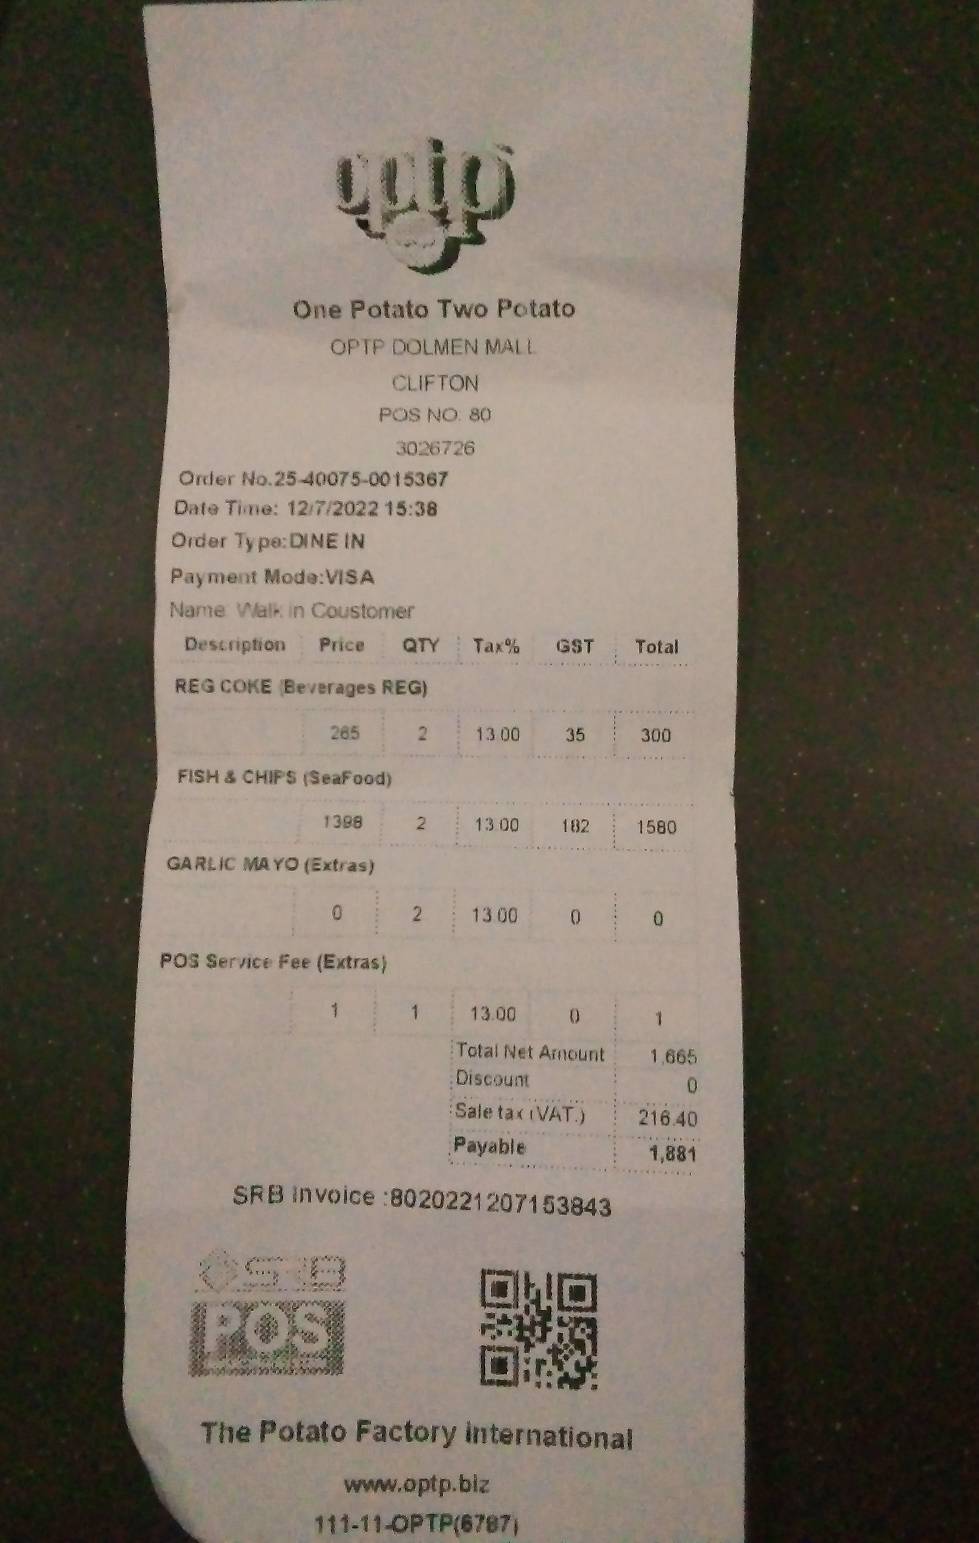 optp
One Potato Two Potato
OPTP DOLMEN MALL
CLIFTON
POS NO. 80
3026726
Order No.25-40075-0015367
Date Time: 12/7/2022 15:38
Order Type:DINE IN
Payment Mode:VISA
Name: Walk in Coustomer
Description Price QTY Tax% GST Total
REG COKE (Beverages REG)
265 2 13.00 35 300
FISH & CHIPS (SeaFood)
1398 2 13.00 182 1580
GARLIC MAYO (Extras)
0 2 13.00 0 0
POS Service Fee (Extras)
1 1 13.00 0 1
Total Net Amount 1,665
Discount 0
Sale tax (VAT.) 216.40
Payable 1,881
SRB Invoice :8020221207153843
SRB
POS
The Potato Factory International
www.optp.biz
111-11-OPTP(6787)